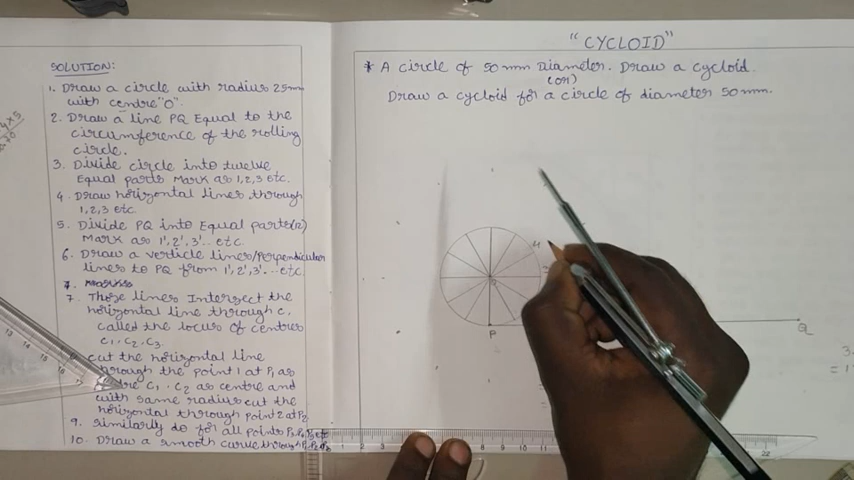 SOLUTION:
1. Draw a circle with radius 25mm
with centre "O".
2. Draw a line PQ Equal to the
circumference of the rolling
circle.
3. Divide circle into twelve
Equal parts Mark as 1,2,3 etc.
4. Draw horizontal lines through
1,2,3 etc
5. Divide PQ into Equal parts(12)
Mark as 1', 2', 3'.. etc.
6. Draw a verticle lines/Perpendicular
lines to PQ from 1', 2', 3'... etc
7. These lines Intersect the
horizontal line through c,
called the locus of centres
C1, C2, C3.
cut the horizontal line
through the point 1 at P1 as
C1, C2 as centre and
with same radius cut the
horizontal through point 2 at P2
9. Similarly do for all points
10. Draw a smooth curve through
"CYCLOID"
* A circle of 50mm Diameter. Draw a cycloid.
(or)
Draw a cycloid for a circle of diameter 50mm.
P
Q